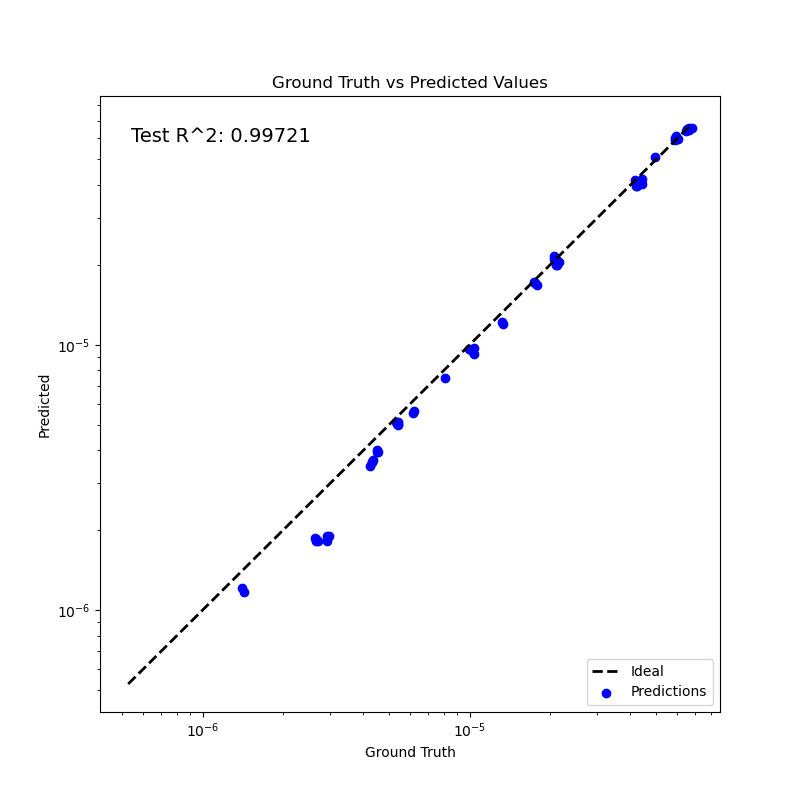 Ground Truth vs Predicted Values
Test R^2: 0.99721
10⁻⁵
10⁻⁶
Predicted
10⁻⁶
10⁻⁵
Ground Truth
Ideal
Predictions